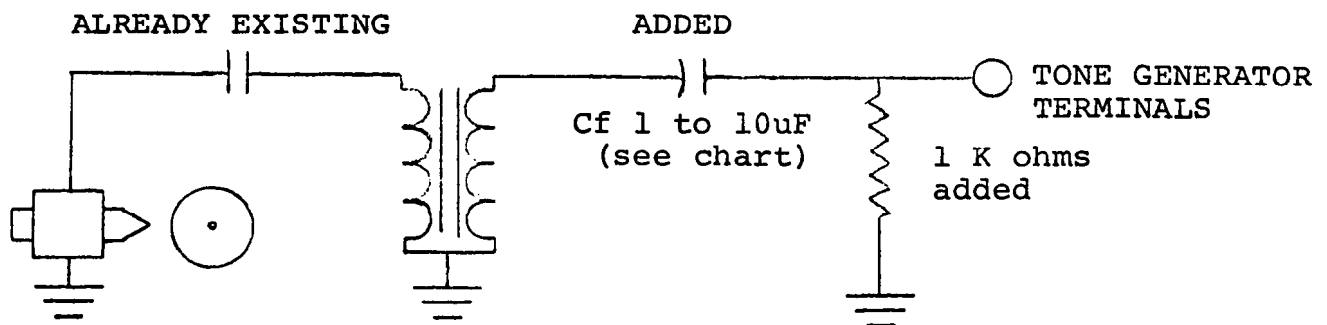 ALREADY EXISTING
ADDED
TONE GENERATOR
TERMINALS
Cf 1 to 10uF
(see chart)
1 K ohms
added